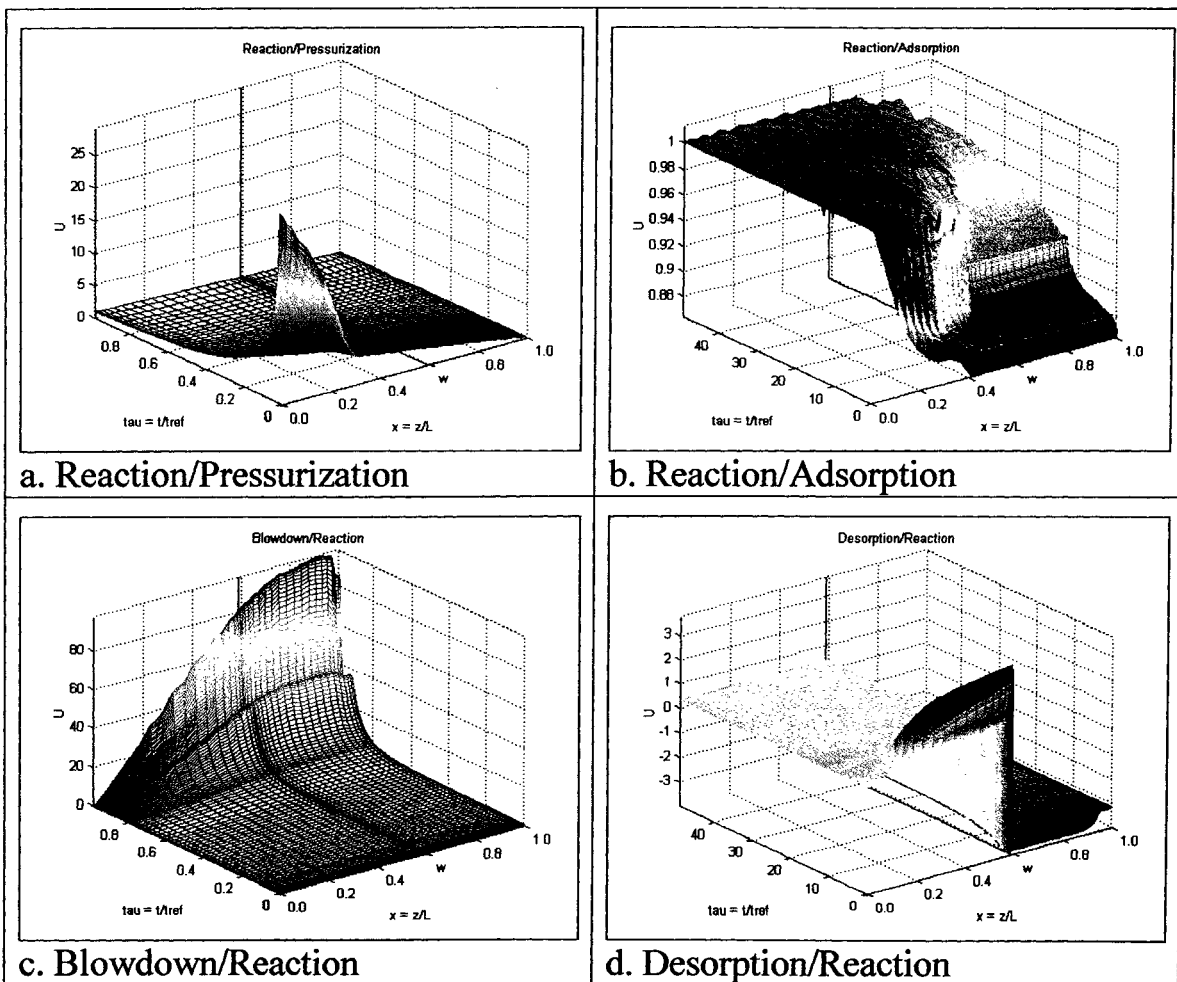 Reaction/Pressurization
25
20
15
10
5
0
U
0.8
0.6
0.4
0.2
0
0.0
0.2
0.4
w
0.8
1.0
tau = t/tref
x = z/L
a. Reaction/Pressurization
Reaction/Adsorption
1
0.98
0.96
0.94
0.92
0.9
0.88
U
40
30
20
10
0
0.0
0.2
0.4
w
0.8
1.0
tau = t/tref
x = z/L
b. Reaction/Adsorption
Blowdown/Reaction
80
60
40
20
0
U
0.8
0.6
0.4
0.2
0
0.0
0.2
0.4
w
0.8
1.0
tau = t/tref
x = z/L
c. Blowdown/Reaction
Desorption/Reaction
3
2
1
0
-1
-2
-3
U
40
30
20
10
0
0.0
0.2
0.4
w
0.8
1.0
tau = t/tref
x = z/L
d. Desorption/Reaction